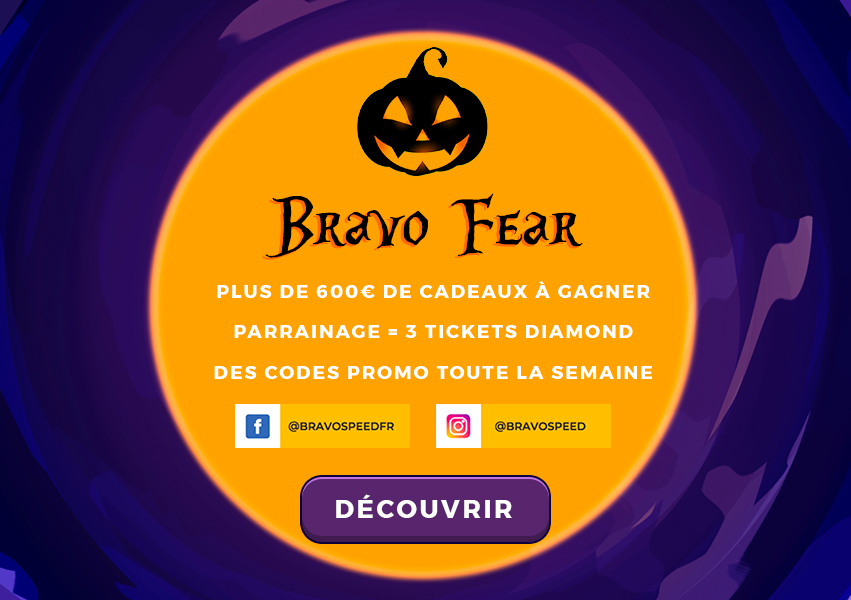 Bravo Fear
PLUS DE 600€ DE CADEAUX À GAGNER
PARRAINAGE = 3 TICKETS DIAMOND
DES CODES PROMO TOUTE LA SEMAINE
@BRAVOSPEEDFR @BRAVOSPEED
DÉCOUVRIR